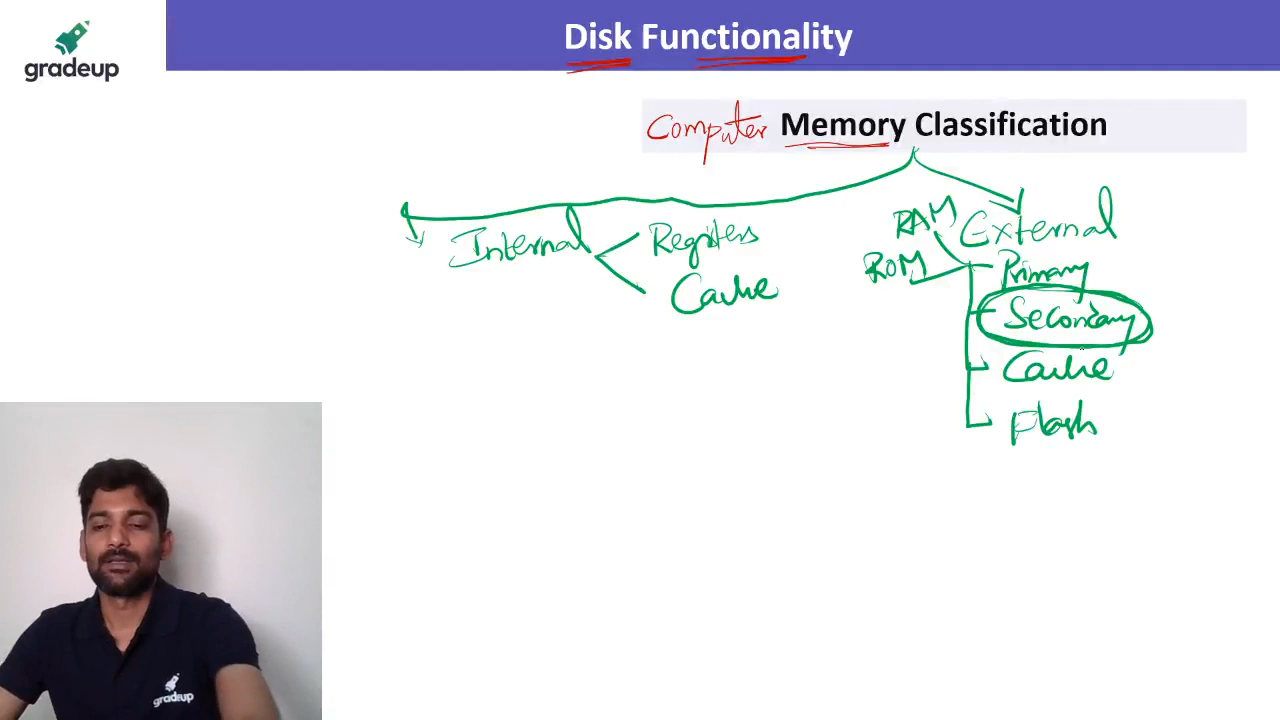 Disk Functionality
gradeup
Computer Memory Classification
Internal
Registers
Cache
External
RAM
ROM
Primary
Secondary
Cache
Flash
gradeup